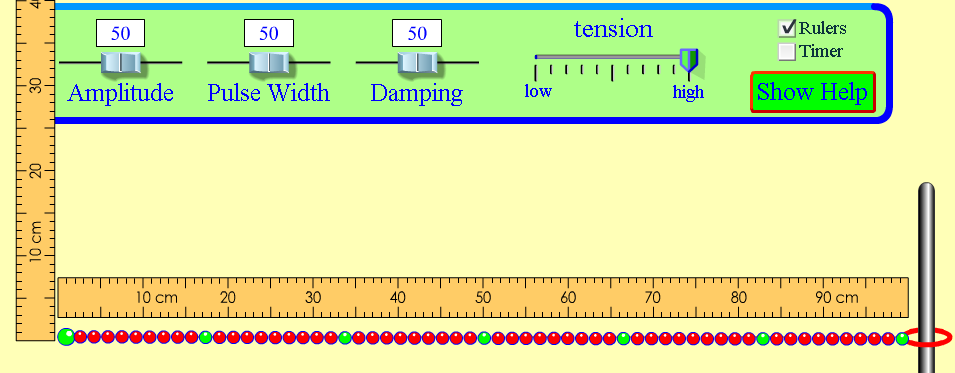 50 50 50
tension
Rulers
Timer
low high
Amplitude Pulse Width Damping
Show Help
40
30
20
10 cm
10 cm 20 30 40 50 60 70 80 90 cm